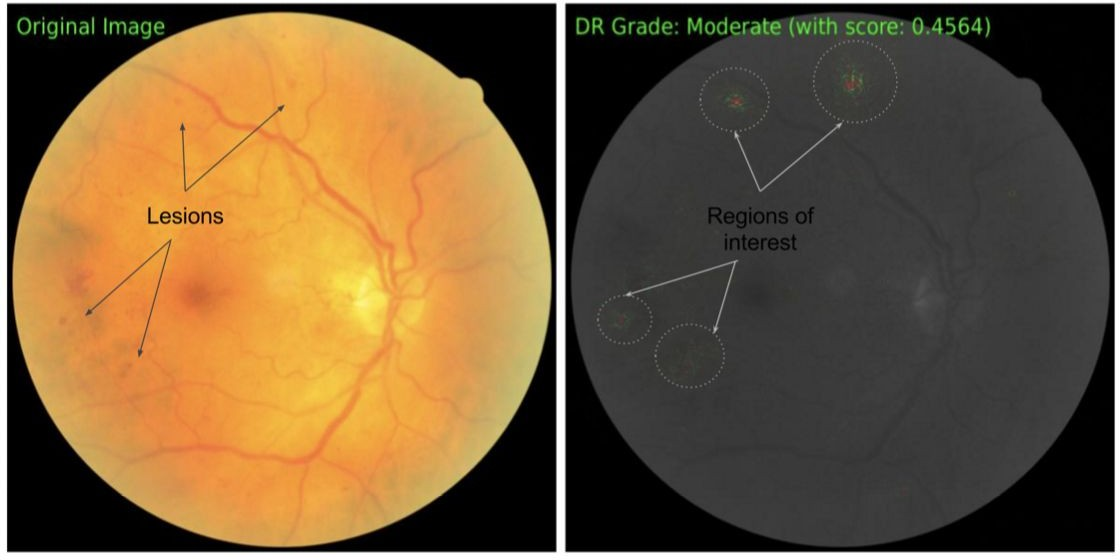 Original Image
Lesions
DR Grade: Moderate (with score: 0.4564)
Regions of
interest